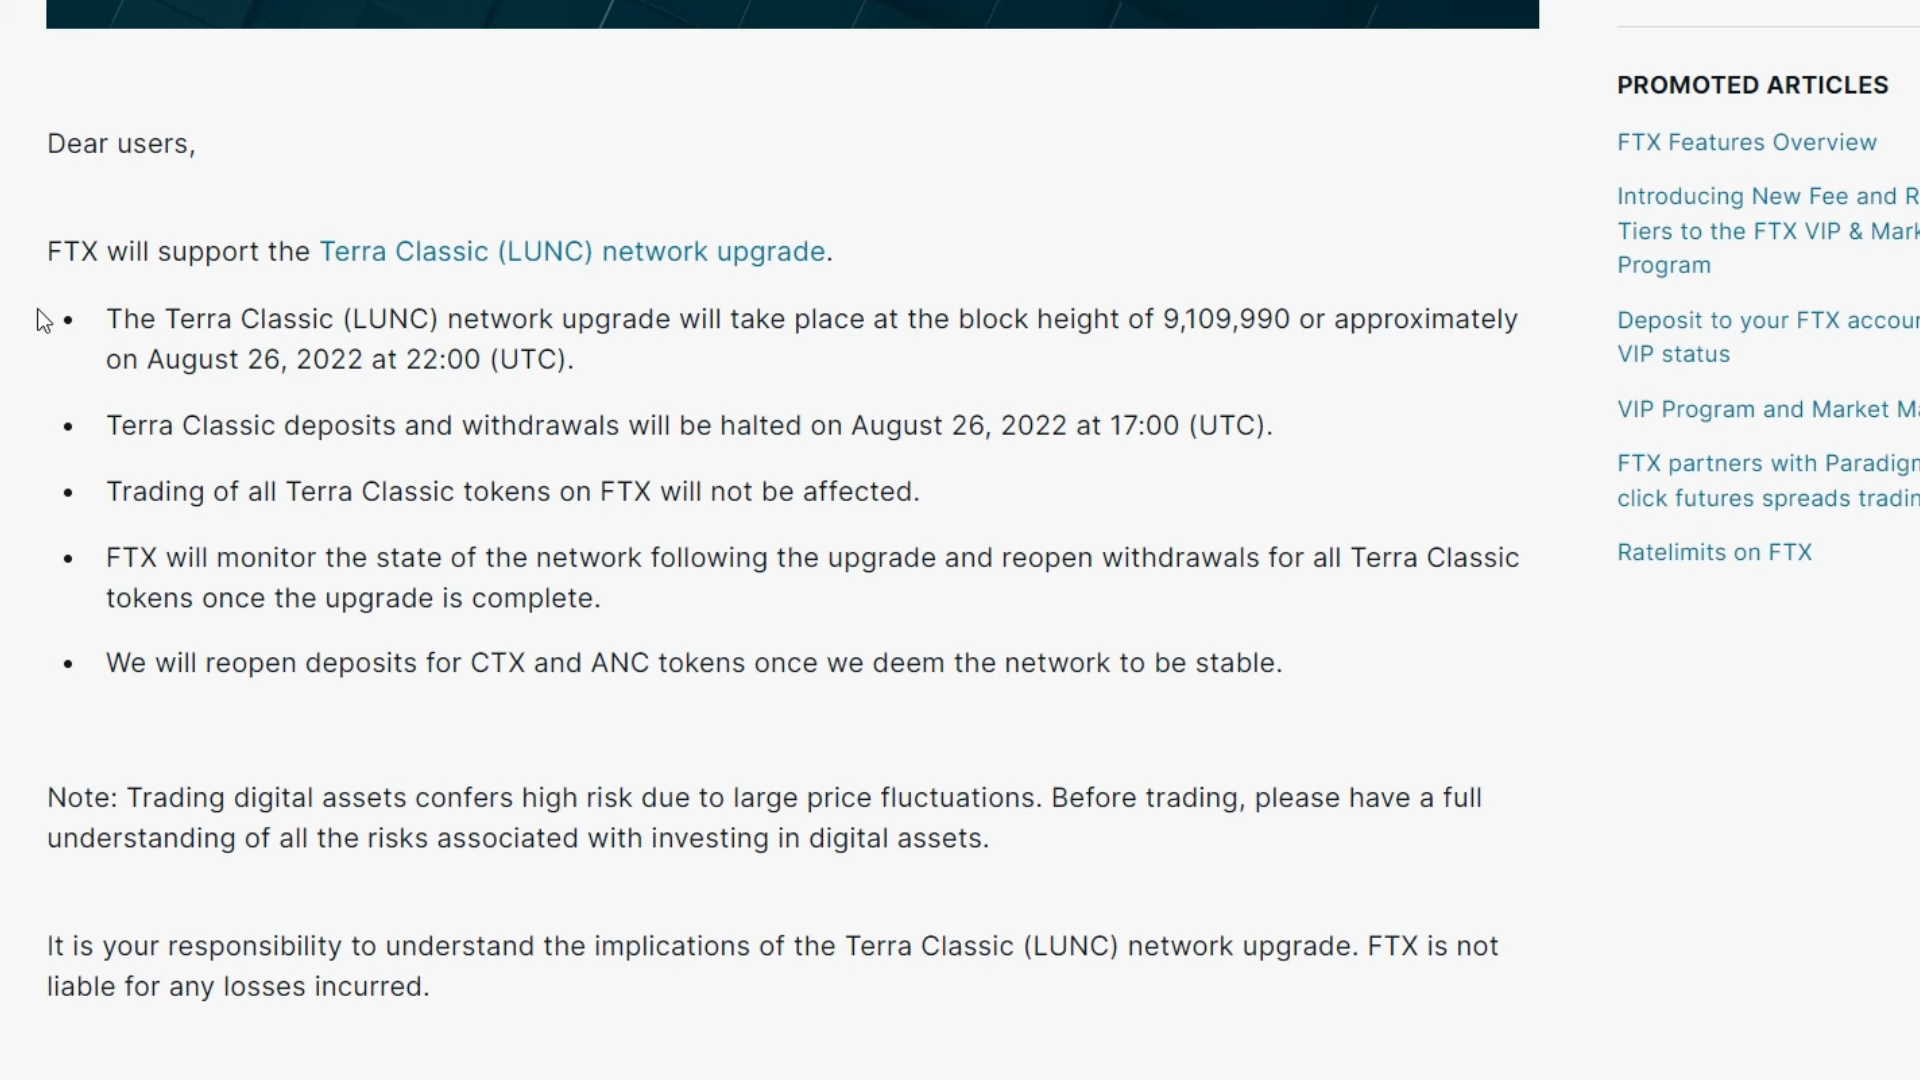 Dear users,
FTX will support the Terra Classic (LUNC) network upgrade.
• The Terra Classic (LUNC) network upgrade will take place at the block height of 9,109,990 or approximately
on August 26, 2022 at 22:00 (UTC).
• Terra Classic deposits and withdrawals will be halted on August 26, 2022 at 17:00 (UTC).
• Trading of all Terra Classic tokens on FTX will not be affected.
• FTX will monitor the state of the network following the upgrade and reopen withdrawals for all Terra Classic
tokens once the upgrade is complete.
• We will reopen deposits for CTX and ANC tokens once we deem the network to be stable.
Note: Trading digital assets confers high risk due to large price fluctuations. Before trading, please have a full
understanding of all the risks associated with investing in digital assets.
It is your responsibility to understand the implications of the Terra Classic (LUNC) network upgrade. FTX is not
liable for any losses incurred.
PROMOTED ARTICLES
FTX Features Overview
Introducing New Fee and
Tiers to the FTX VIP &
Program
Deposit to your FTX
VIP status
VIP Program and Market
FTX partners with
click futures spreads
Ratelimits on FTX